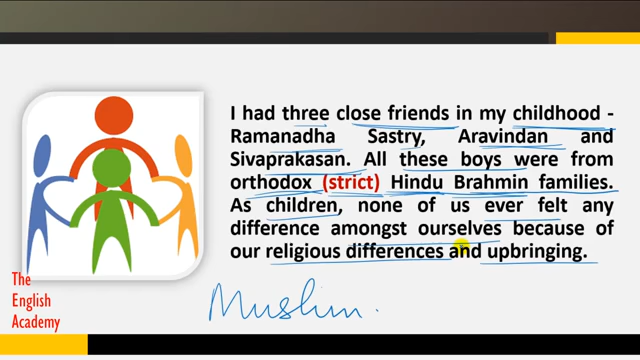 I had three close friends in my childhood -
Ramanadha Sastry, Aravindan and
Sivaprakasan. All these boys were from
orthodox (strict) Hindu Brahmin families.
As children, none of us ever felt any
difference amongst ourselves because of
our religious differences and upbringing.
The
English
Academy
Muslim.